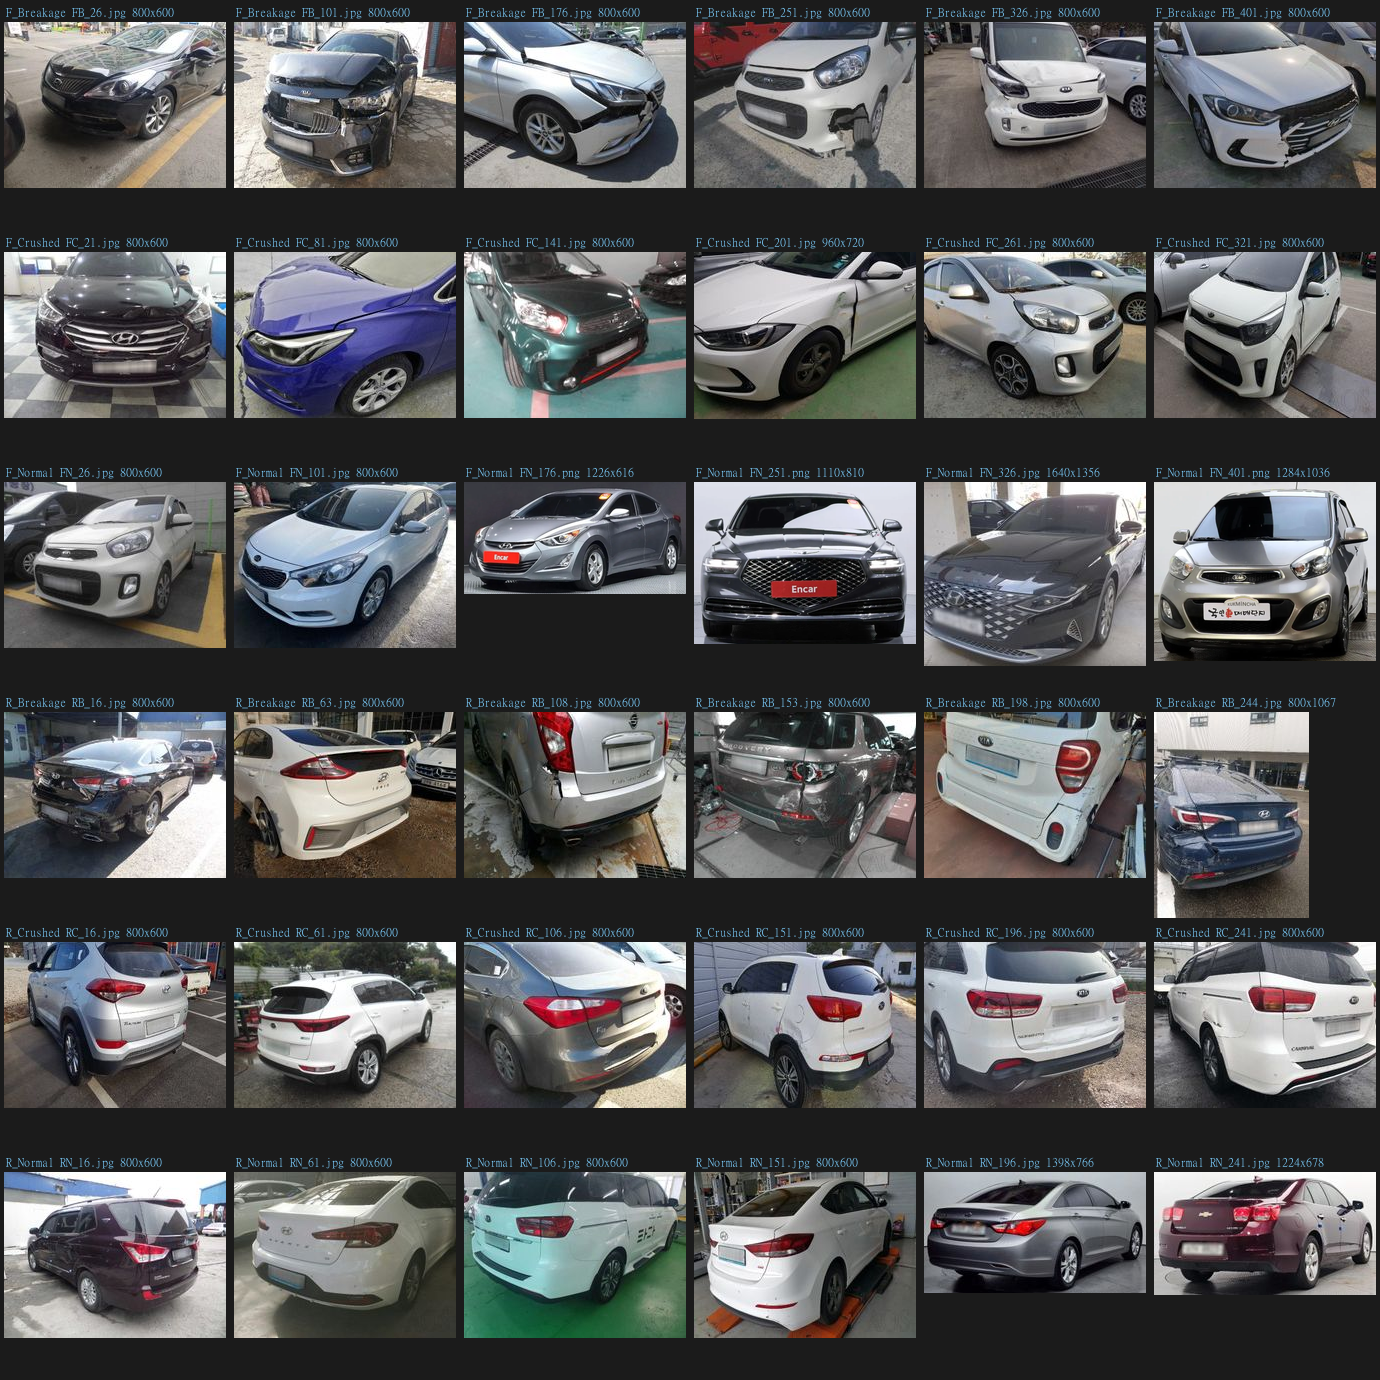 F_Breakage FB_26.jpg 800x600
F_Breakage FB_101.jpg 800x600
F_Breakage FB_176.jpg 800x600
F_Breakage FB_251.jpg 800x600
F_Breakage FB_326.jpg 800x600
F_Breakage FB_401.jpg 800x600
F_Crushed FC_21.jpg 800x600
F_Crushed FC_81.jpg 800x600
F_Crushed FC_141.jpg 800x600
F_Crushed FC_201.jpg 960x720
F_Crushed FC_261.jpg 800x600
F_Crushed FC_321.jpg 800x600
F_Normal FN_26.jpg 800x600
F_Normal FN_101.jpg 800x600
F_Normal FN_176.png 1226x616
F_Normal FN_251.png 1110x810
F_Normal FN_326.jpg 1640x1356
F_Normal FN_401.png 1284x1036
Encar
Encar
R_Breakage RB_16.jpg 800x600
R_Breakage RB_63.jpg 800x600
R_Breakage RB_108.jpg 800x600
R_Breakage RB_153.jpg 800x600
R_Breakage RB_198.jpg 800x600
R_Breakage RB_244.jpg 800x1067
R_Crushed RC_16.jpg 800x600
R_Crushed RC_61.jpg 800x600
R_Crushed RC_106.jpg 800x600
R_Crushed RC_151.jpg 800x600
R_Crushed RC_196.jpg 800x600
R_Crushed RC_241.jpg 800x600
CARNIVAL
R_Normal RN_16.jpg 800x600
R_Normal RN_61.jpg 800x600
R_Normal RN_106.jpg 800x600
R_Normal RN_151.jpg 800x600
R_Normal RN_196.jpg 1398x766
R_Normal RN_241.jpg 1224x678